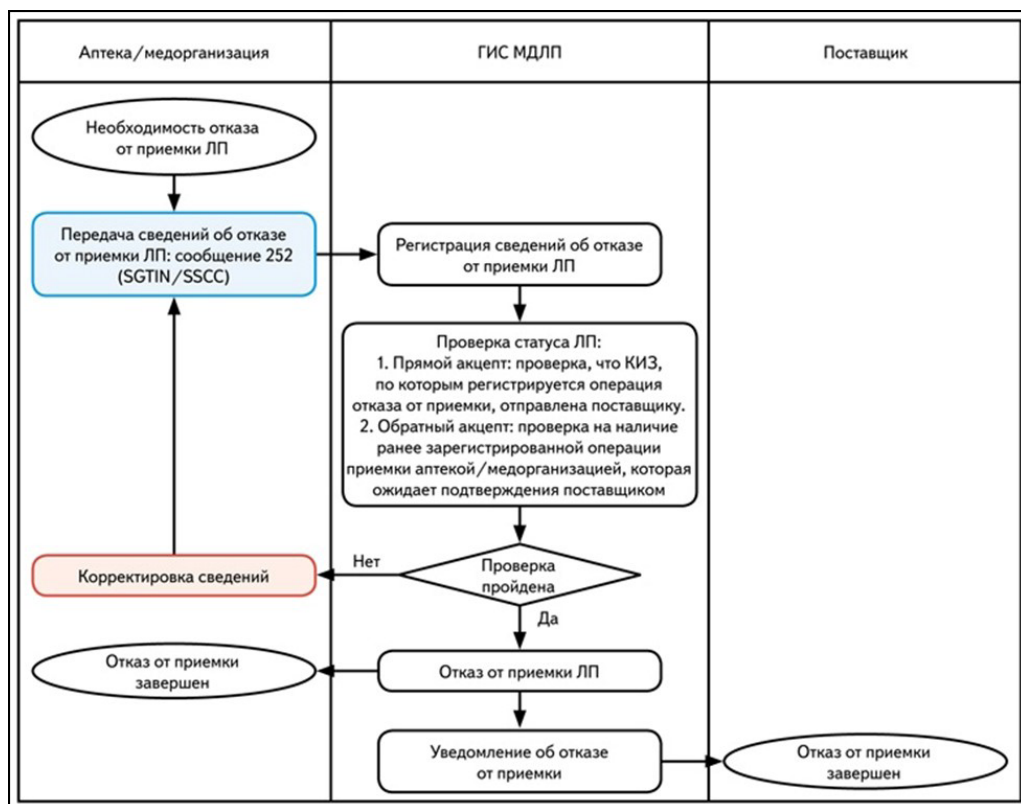 Аптека/медорганизация
ГИС МДЛП
Поставщик
Необходимость отказа
от приемки ЛП
Передача сведений об отказе
от приемки ЛП: сообщение 252
(SGTIN/SSCC)
Регистрация сведений об отказе
от приемки ЛП
Проверка статуса ЛП:
1. Прямой акцепт: проверка, что КИЗ,
по которым регистрируется операция
отказа от приемки, отправлена поставщику.
2. Обратный акцепт: проверка на наличие
ранее зарегистрированной операции
приемки аптекой/медорганизацией, которая
ожидает подтверждения поставщиком
Проверка
пройдена
Нет
Корректировка сведений
Да
Отказ от приемки ЛП
Отказ от приемки
завершен
Уведомление об отказе
от приемки
Отказ от приемки
завершен